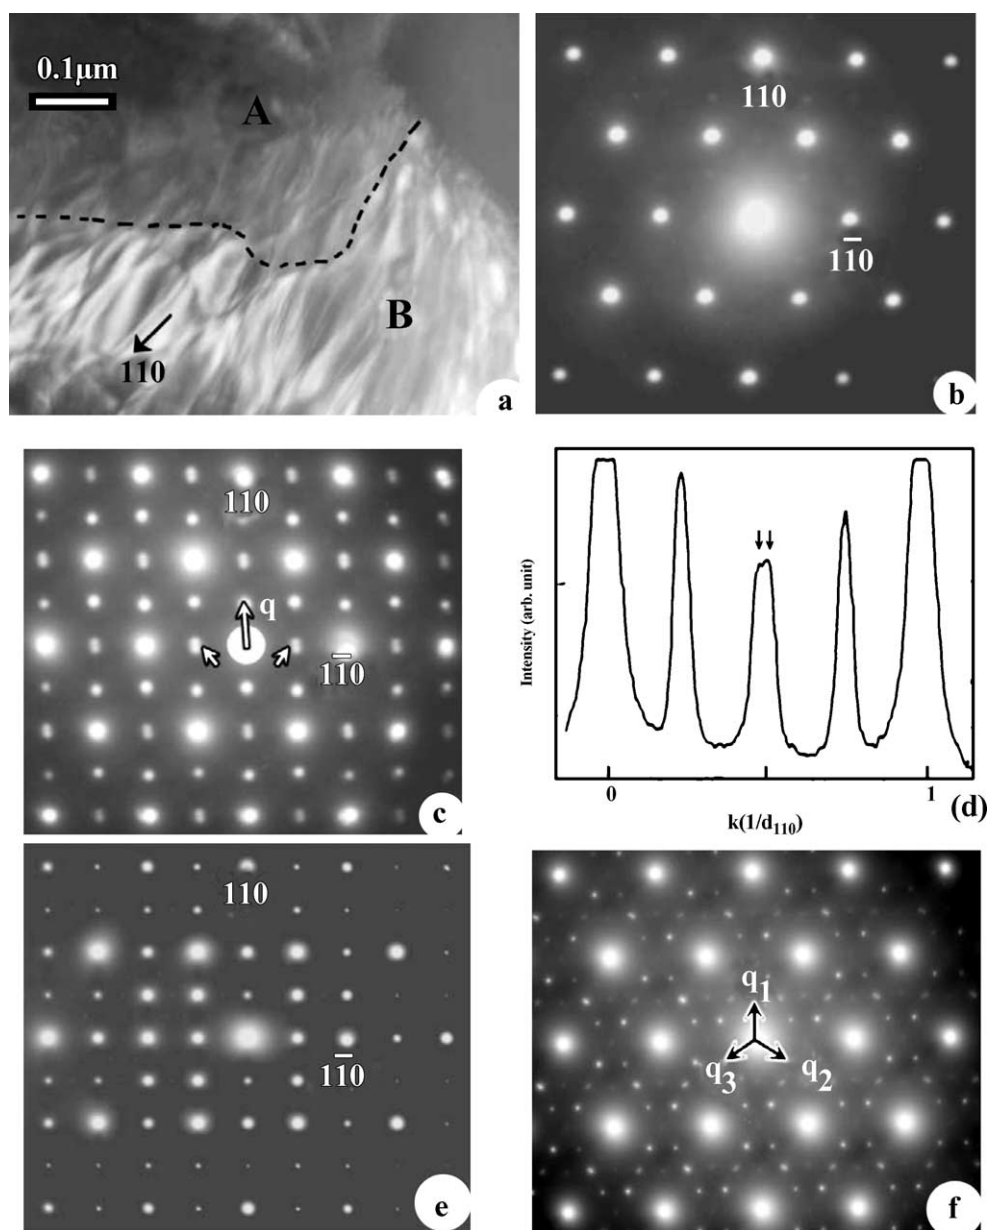 0.1μm
A
B
110
a
110
11̅0
b
110
q
11̅0
c
Intensity (arb. unit)
0
1
k(1/d₁₁₀)
(d)
110
11̅0
e
q₁
q₃
q₂
f